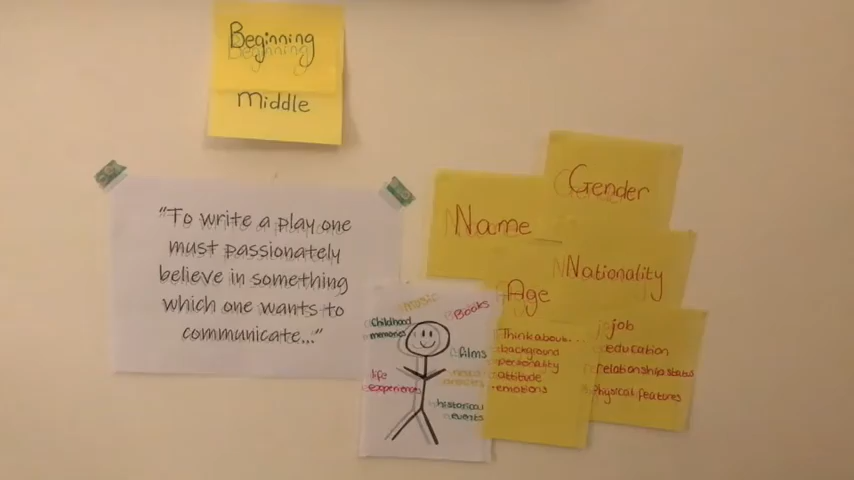 Beginning
Middle
"To write a play one
must passionately
believe in something
which one wants to
communicate..."
Name
Gender
Age
Nationality
Music
Books
Childhood
memories
films
life
experiences
historical
events
Think about...
-background
-personality
-attitude
-emotions
-job
-education
-relationship status
-Physical features